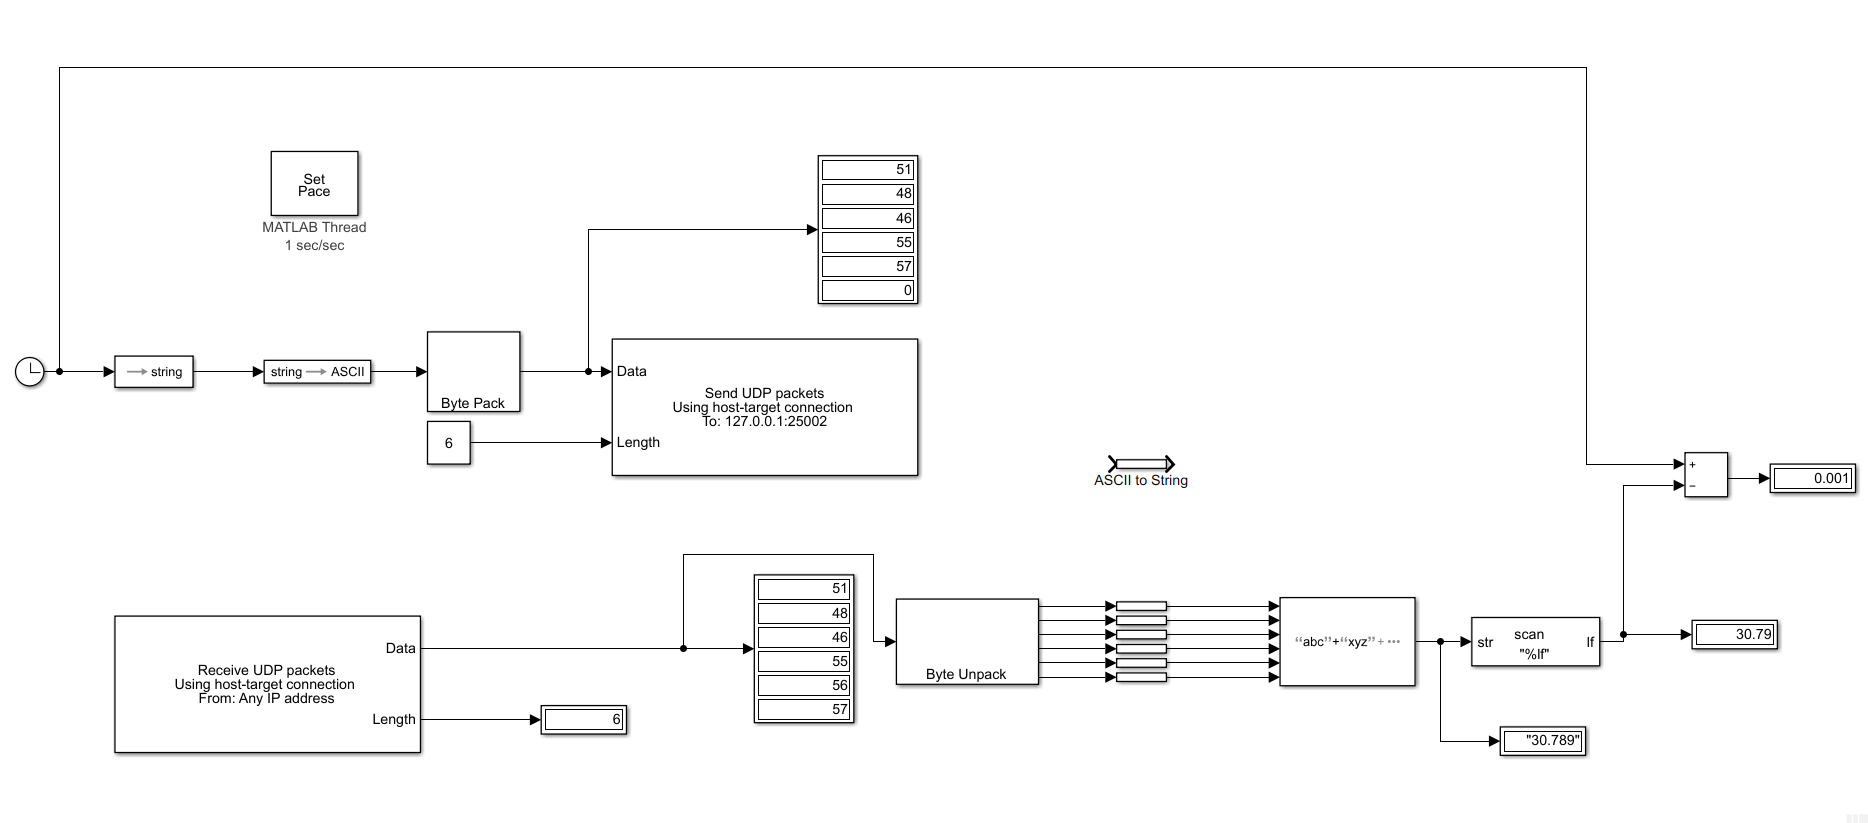 Set
Pace
MATLAB Thread
1 sec/sec
51
48
46
55
57
0
string
string
ASCII
Byte Pack
6
Data
Length
Send UDP packets
Using host-target connection
To: 127.0.0.1:25002
ASCII to String
+
−
0.001
Receive UDP packets
Using host-target connection
From: Any IP address
Data
Length
6
51
48
46
55
56
57
Byte Unpack
“abc”+“xyz”+ •••
str
scan
"%lf"
lf
30.79
"30.789"